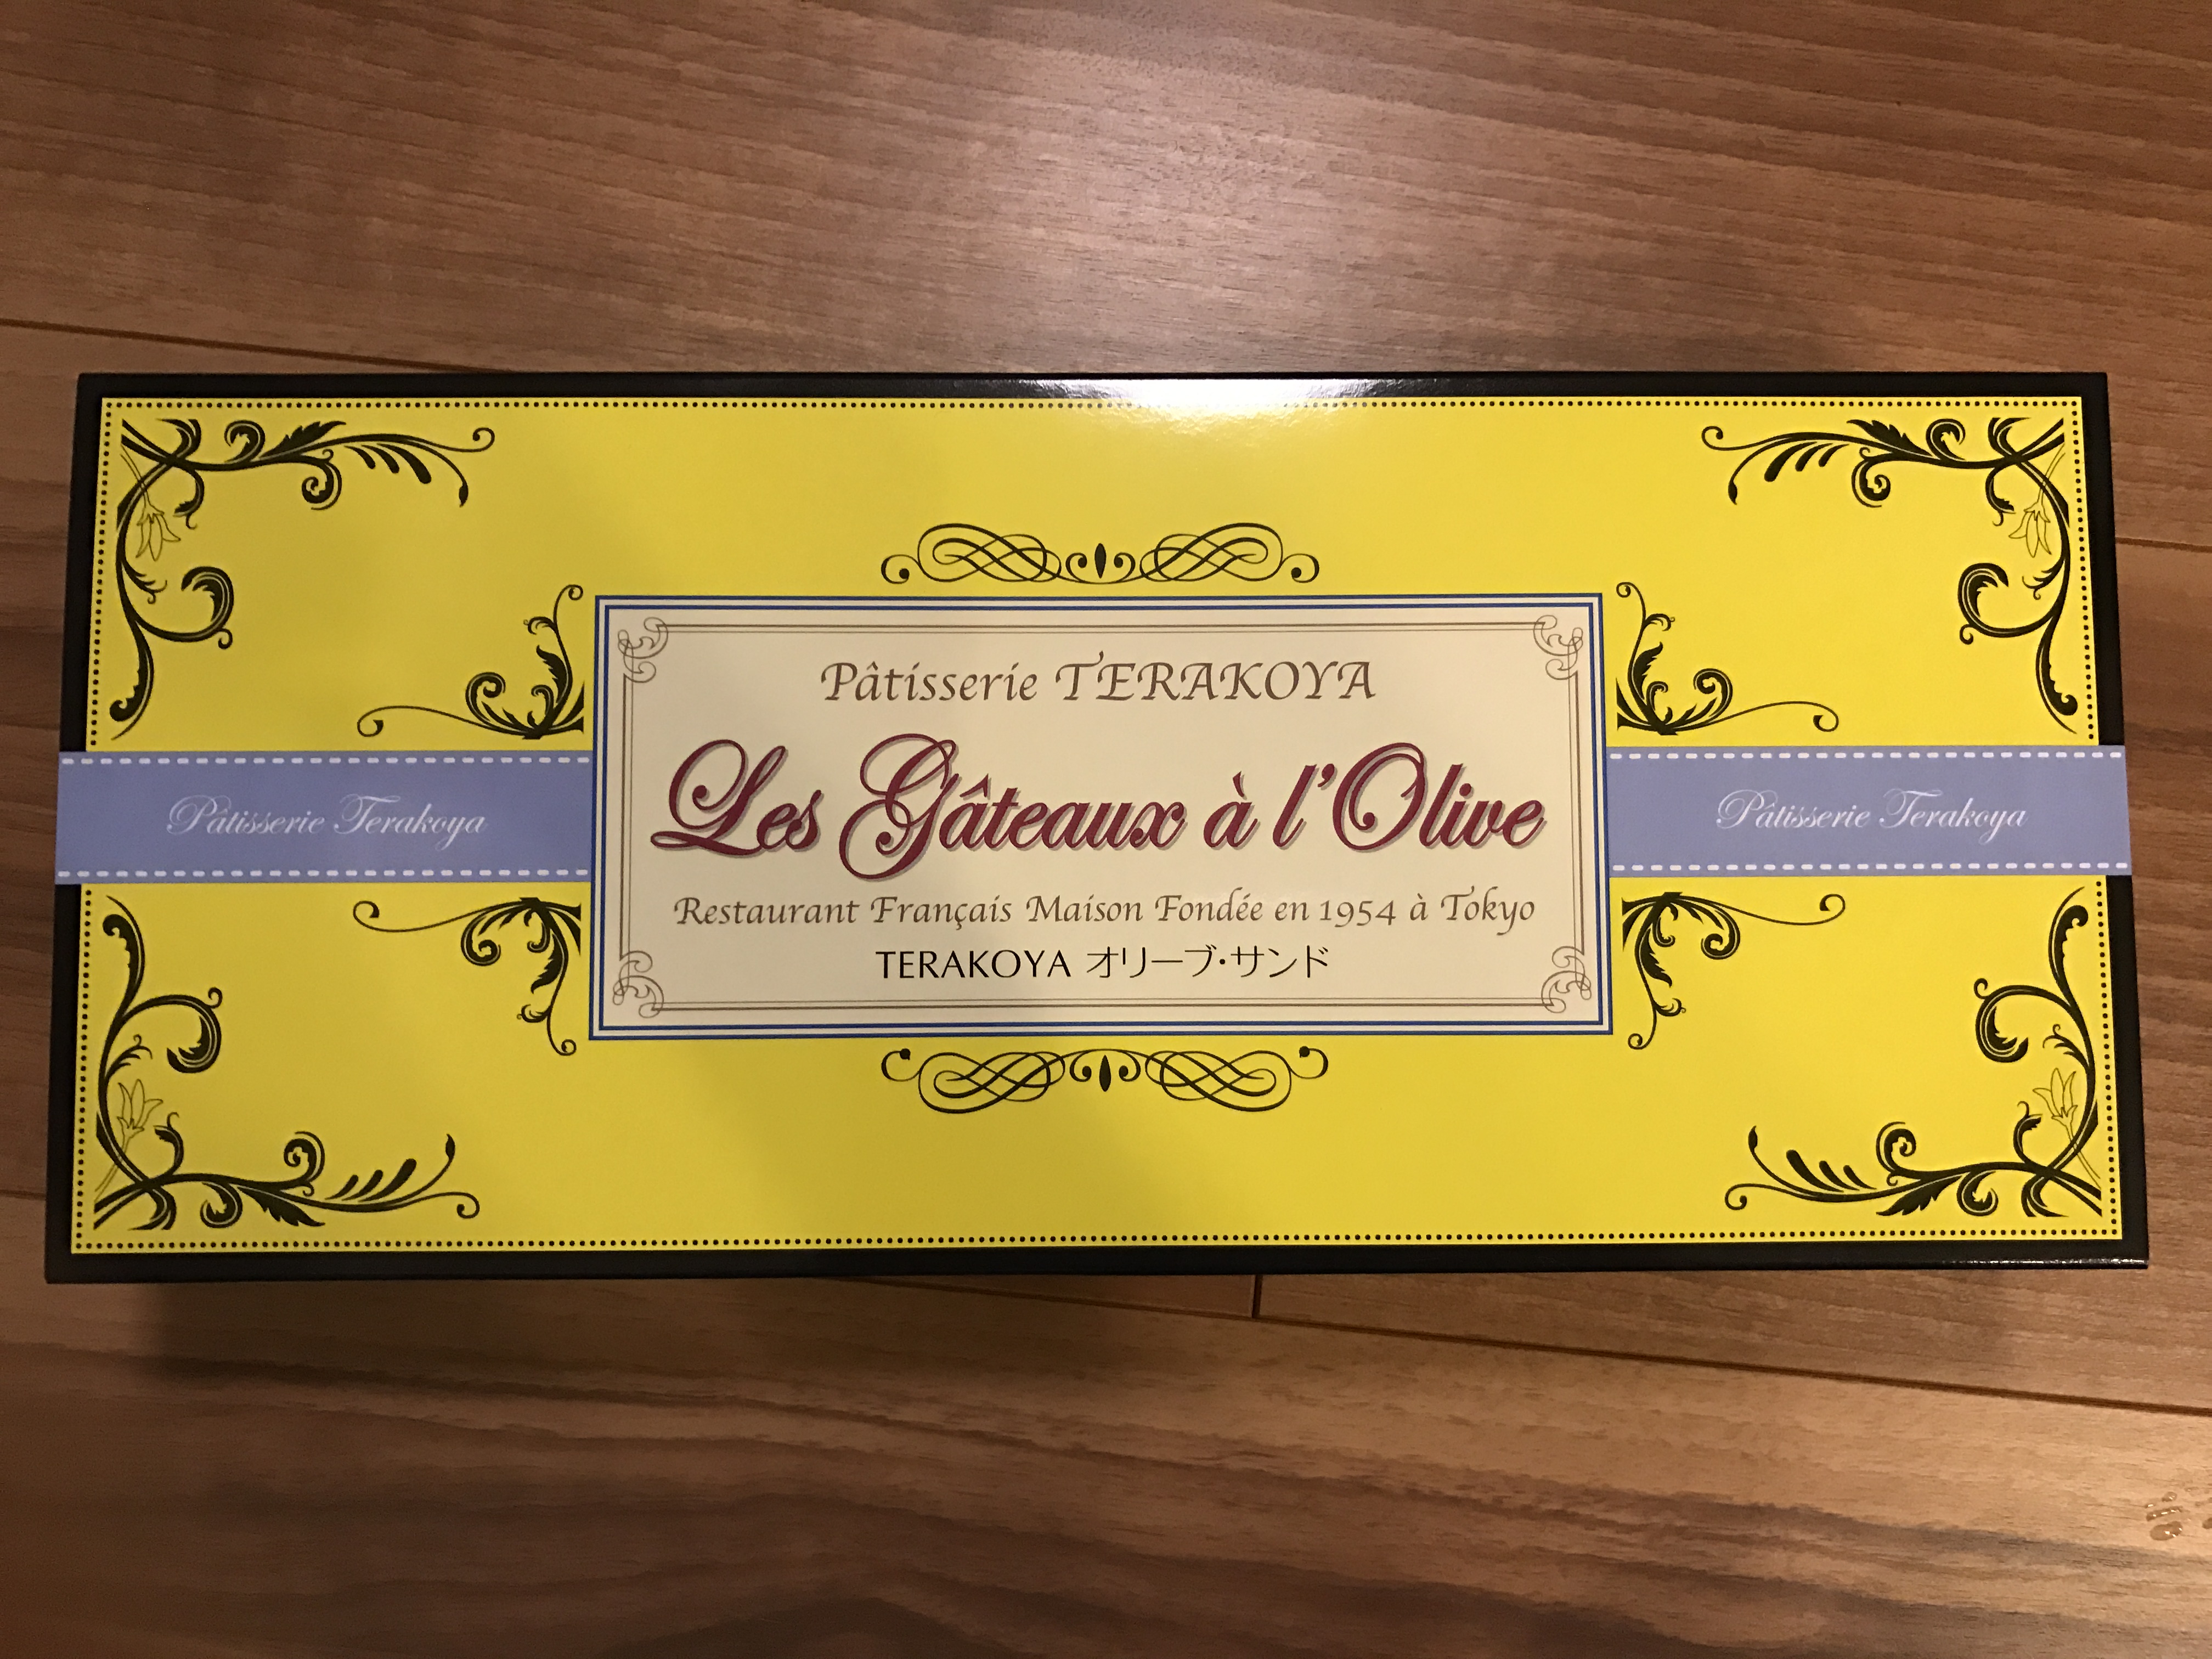 Pâtisserie TERAKOYA
Les Gâteaux à l'Olive
Restaurant Français Maison Fondée en 1954 à Tokyo
TERAKOYA オリーブ・サンド
Pâtisserie Terakoya
Pâtisserie Terakoya